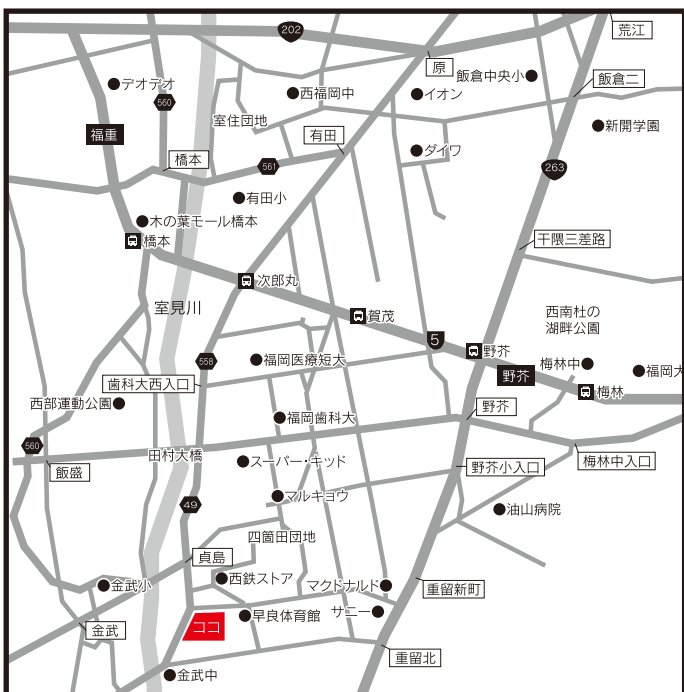 荒江
202
原
飯倉中央小
飯倉二
デオデオ
560
西福岡中
イオン
室住団地
福重
有田
新開学園
ダイワ
橋本
561
263
有田小
木の葉モール橋本
橋本
干隈三差路
次郎丸
室見川
賀茂
西南杜の
湖畔公園
5
野芥
558
福岡医療短大
梅林中
福岡大
野芥
歯科大西入口
梅林
西部運動公園
福岡歯科大
野芥
560
田村大橋
飯盛
スーパー・キッド
野芥小入口
梅林中入口
マルキョウ
49
油山病院
四箇田団地
貞島
西鉄ストア
金武小
マクドナルド
重留新町
早良体育館
サニー
ココ
金武
重留北
金武中